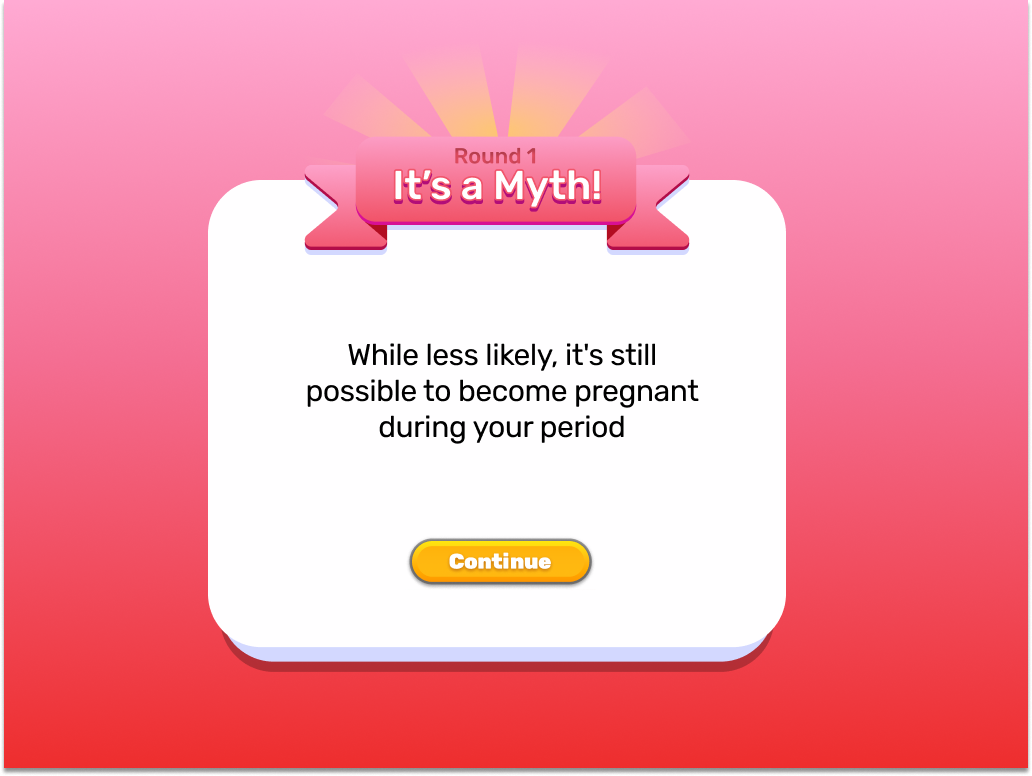 Round 1
It's a Myth!
While less likely, it's still
possible to become pregnant
during your period
Continue